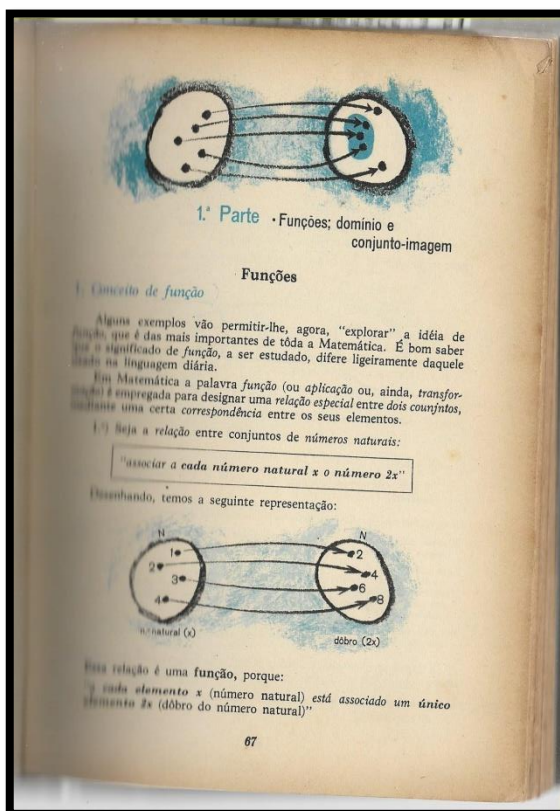 1.ª Parte · Funções; domínio e
conjunto-imagem
Funções
1. Conceito de função
Alguns exemplos vão permitir-lhe, agora, "explorar" a idéia de
função, que é das mais importantes de tôda a Matemática. É bom saber
que o significado de função, a ser estudado, difere ligeiramente daquele
usado na linguagem diária.
Em Matemática a palavra função (ou aplicação ou, ainda, transfor-
mação) é empregada para designar uma relação especial entre dois counjntos,
mediante uma certa correspondência entre os seus elementos.
1.º) Seja a relação entre conjuntos de números naturais:
"associar a cada número natural x o número 2x"
Desenhando, temos a seguinte representação:
N N
1 2
2 4
3 6
4 8
n.º natural (x) dôbro (2x)
Esta relação é uma função, porque:
"a cada elemento x (número natural) está associado um único
elemento 2x (dôbro do número natural)"
67